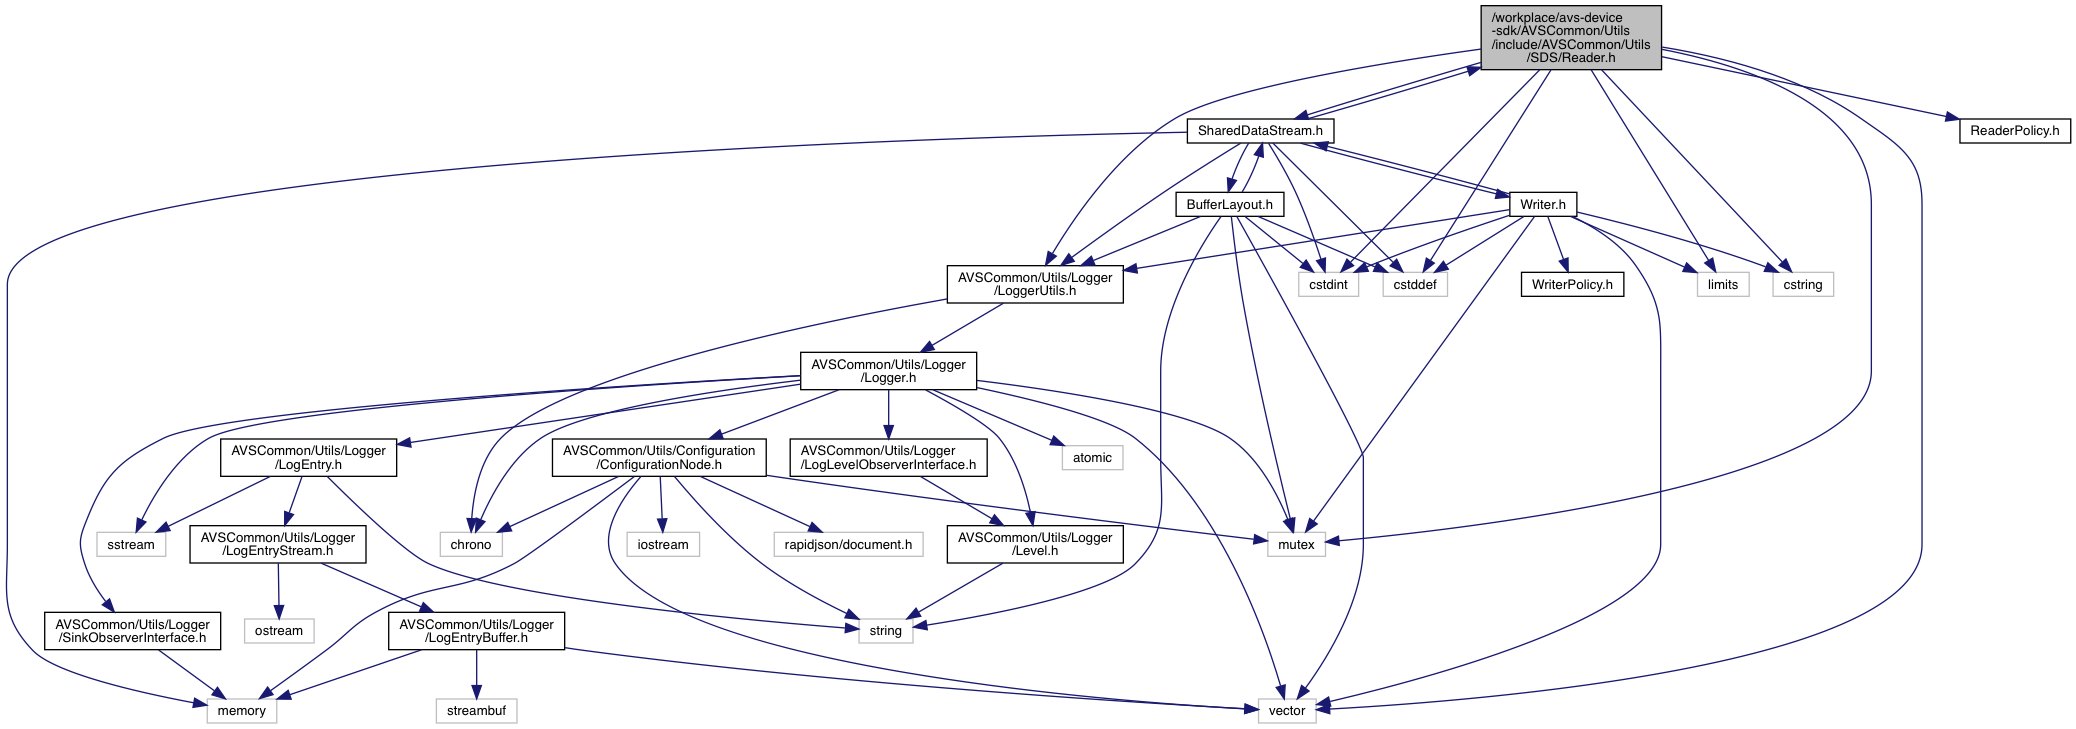 /workplace/avs-device
-sdk/AVSCommon/Utils
/include/AVSCommon/Utils
/SDS/Reader.h
SharedDataStream.h
ReaderPolicy.h
BufferLayout.h
Writer.h
AVSCommon/Utils/Logger
/LoggerUtils.h
cstdint
cstddef
WriterPolicy.h
limits
cstring
AVSCommon/Utils/Logger
/Logger.h
AVSCommon/Utils/Logger
/LogEntry.h
AVSCommon/Utils/Configuration
/ConfigurationNode.h
AVSCommon/Utils/Logger
/LogLevelObserverInterface.h
atomic
sstream
AVSCommon/Utils/Logger
/LogEntryStream.h
chrono
iostream
rapidjson/document.h
AVSCommon/Utils/Logger
/Level.h
mutex
AVSCommon/Utils/Logger
/SinkObserverInterface.h
ostream
AVSCommon/Utils/Logger
/LogEntryBuffer.h
string
memory
streambuf
vector